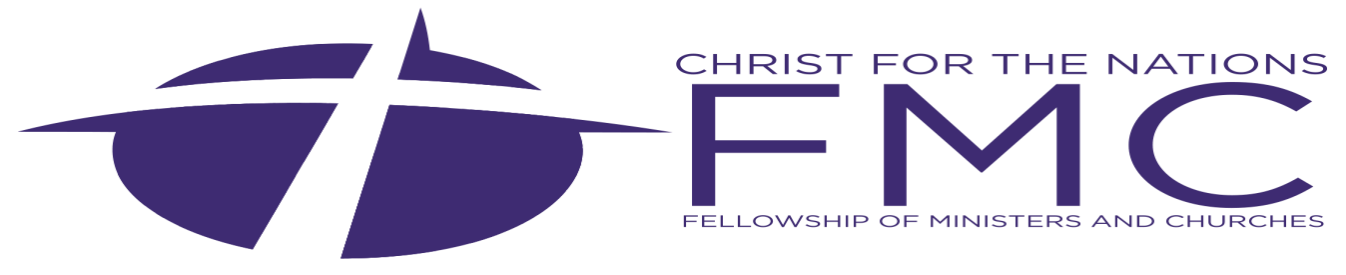 CHRIST FOR THE NATIONS
FMC
FELLOWSHIP OF MINISTERS AND CHURCHES